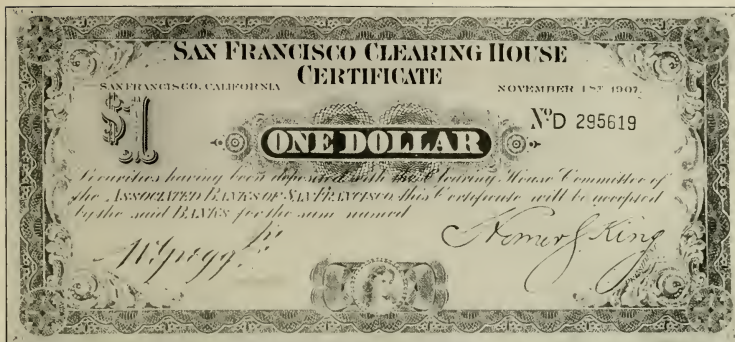 SAN FRANCISCO CLEARING HOUSE
CERTIFICATE
SAN FRANCISCO, CALIFORNIA
NOVEMBER 1ST 1907.
$1
ONE DOLLAR
No D 295619
Securities having been deposited with the Clearing House Committee of
the ASSOCIATED BANKS OF SAN FRANCISCO, this Certificate will be accepted
by the said BANKS for the sum named
W Gregg Jr.
Homer S. King